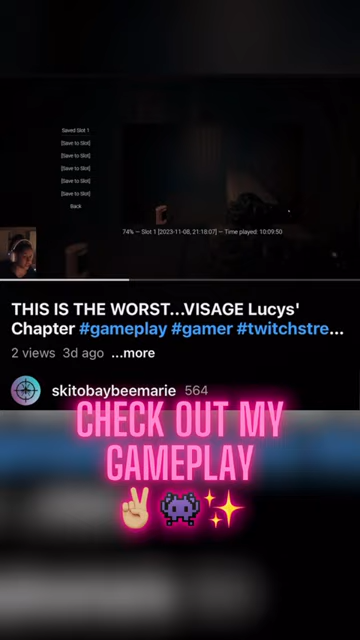 Saved Slot 1
[Save to Slot]
[Save to Slot]
[Save to Slot]
[Save to Slot]
[Save to Slot]
Back
74% — Slot 1 [2023-11-08, 21:18:07] — Time played: 10:09:50
THIS IS THE WORST...VISAGE Lucys'
Chapter #gameplay #gamer #twitchstre...
2 views 3d ago ...more
skitobaybeemarie 564
CHECK OUT MY
GAMEPLAY
✌🏼👾✨